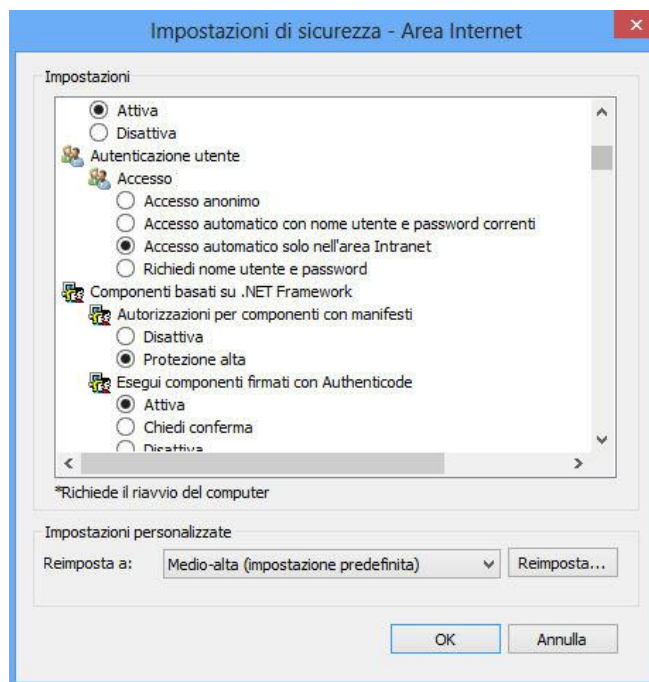 Impostazioni di sicurezza - Area Internet
Impostazioni
Attiva
Disattiva
Autenticazione utente
Accesso
Accesso anonimo
Accesso automatico con nome utente e password correnti
Accesso automatico solo nell'area Intranet
Richiedi nome utente e password
Componenti basati su .NET Framework
Autorizzazioni per componenti con manifesti
Disattiva
Protezione alta
Esegui componenti firmati con Authenticode
Attiva
Chiedi conferma
Disattiva
*Richiede il riavvio del computer
Impostazioni personalizzate
Reimposta a: Medio-alta (impostazione predefinita) Reimposta...
OK Annulla